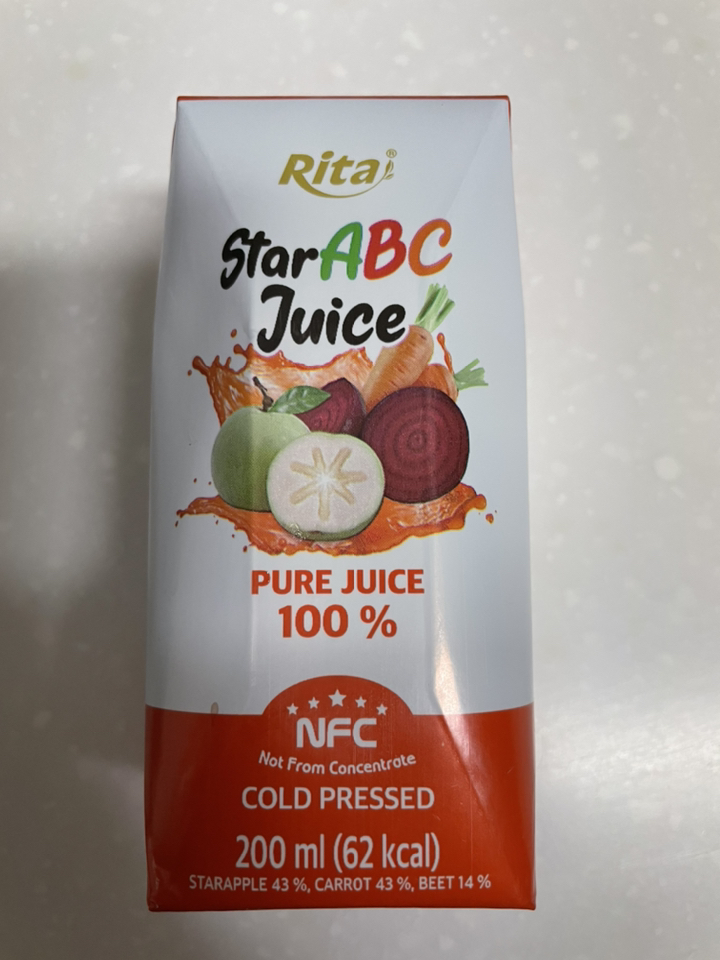 Rita®
StarABC
Juice
PURE JUICE
100 %
NFC
Not From Concentrate
COLD PRESSED
200 ml (62 kcal)
STARAPPLE 43 %, CARROT 43 %, BEET 14 %